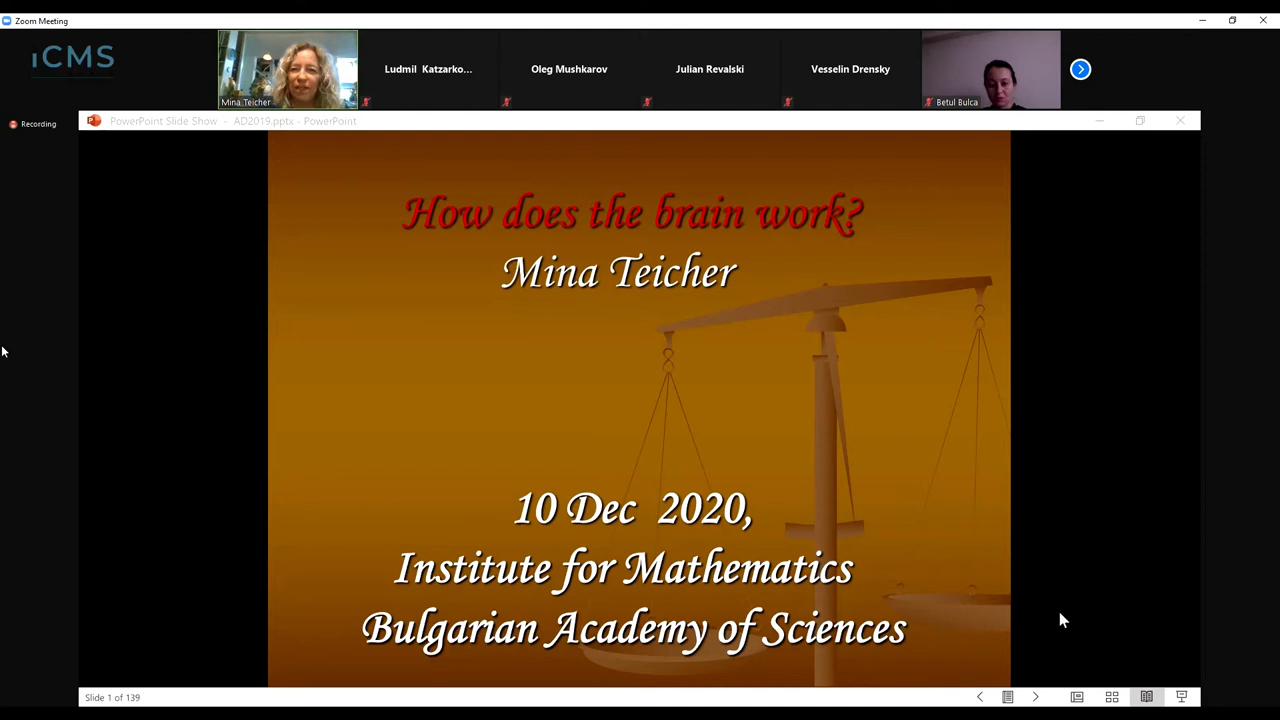 Zoom Meeting
iCMS
Mina Teicher
Ludmil Katzarko...
Oleg Mushkarov
Julian Revalski
Vesselin Drensky
Betul Bulca
Recording
PowerPoint Slide Show - AD2019.pptx - PowerPoint
How does the brain work?
Mina Teicher
10 Dec 2020,
Institute for Mathematics
Bulgarian Academy of Sciences
Slide 1 of 139